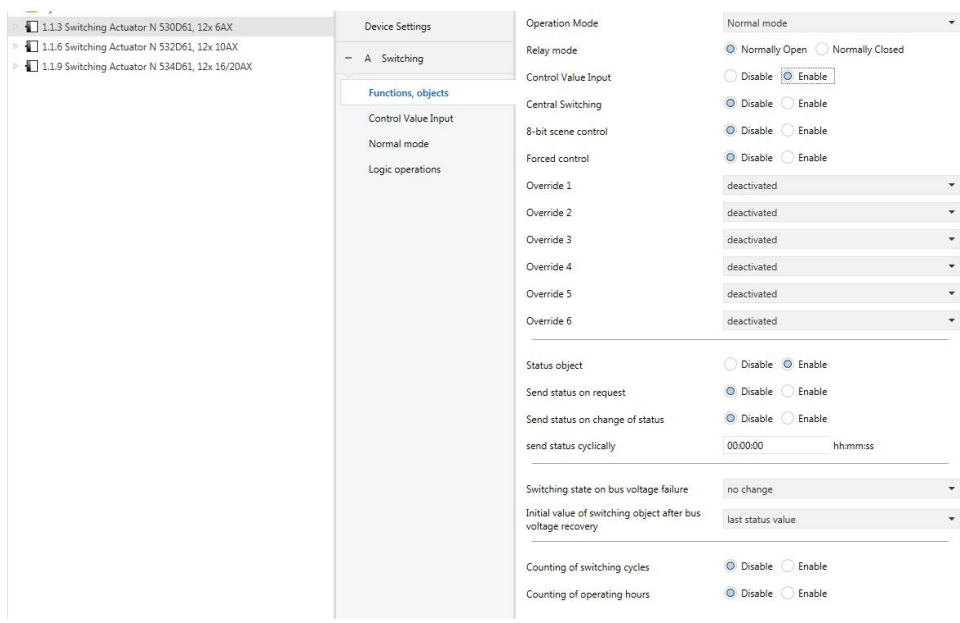 1.1.3 Switching Actuator N 530D61, 12x 6AX
1.1.6 Switching Actuator N 532D61, 12x 10AX
1.1.9 Switching Actuator N 534D61, 12x 16/20AX
Device Settings
A Switching
Functions, objects
Control Value Input
Normal mode
Logic operations
Operation Mode Normal mode
Relay mode Normally Open Normally Closed
Control Value Input Disable Enable
Central Switching Disable Enable
8-bit scene control Disable Enable
Forced control Disable Enable
Override 1 deactivated
Override 2 deactivated
Override 3 deactivated
Override 4 deactivated
Override 5 deactivated
Override 6 deactivated
Status object Disable Enable
Send status on request Disable Enable
Send status on change of status Disable Enable
send status cyclically 00:00:00 hh:mm:ss
Switching state on bus voltage failure no change
Initial value of switching object after bus
voltage recovery last status value
Counting of switching cycles Disable Enable
Counting of operating hours Disable Enable